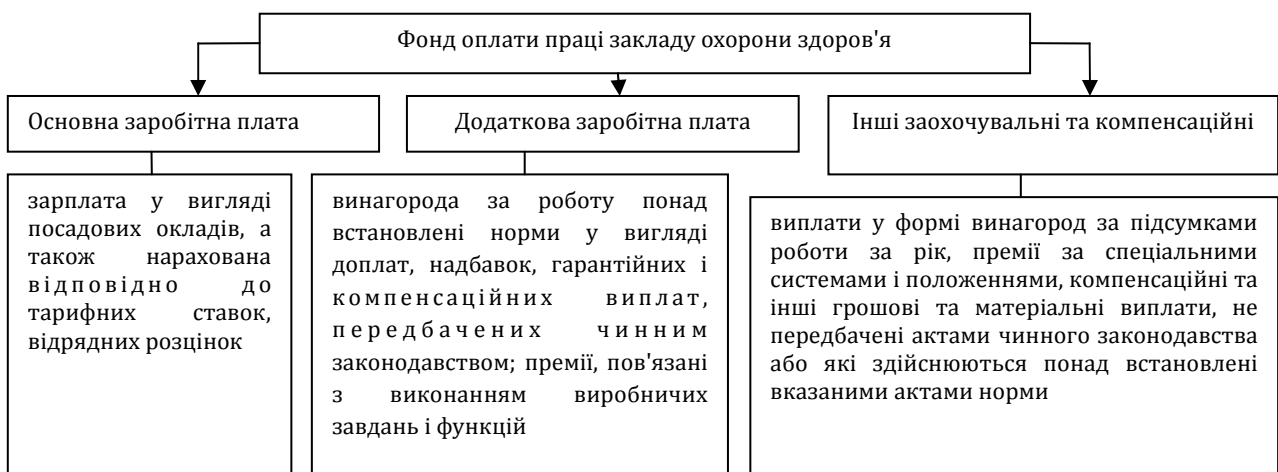 Фонд оплати праці закладу охорони здоров'я
Основна заробітна плата
Додаткова заробітна плата
Інші заохочувальні та компенсаційні
зарплата у вигляді
посадових окладів, а
також нарахована
відповідно до
тарифних ставок,
відрядних розцінок
винагорода за роботу понад
встановлені норми у вигляді
доплат, надбавок, гарантійних і
компенсаційних виплат,
передбачених чинним
законодавством; премії, пов'язані
з виконанням виробничих
завдань і функцій
виплати у формі винагород за підсумками
роботи за рік, премії за спеціальними
системами і положеннями, компенсаційні та
інші грошові та матеріальні виплати, не
передбачені актами чинного законодавства
або які здійснюються понад встановлені
вказаними актами норми